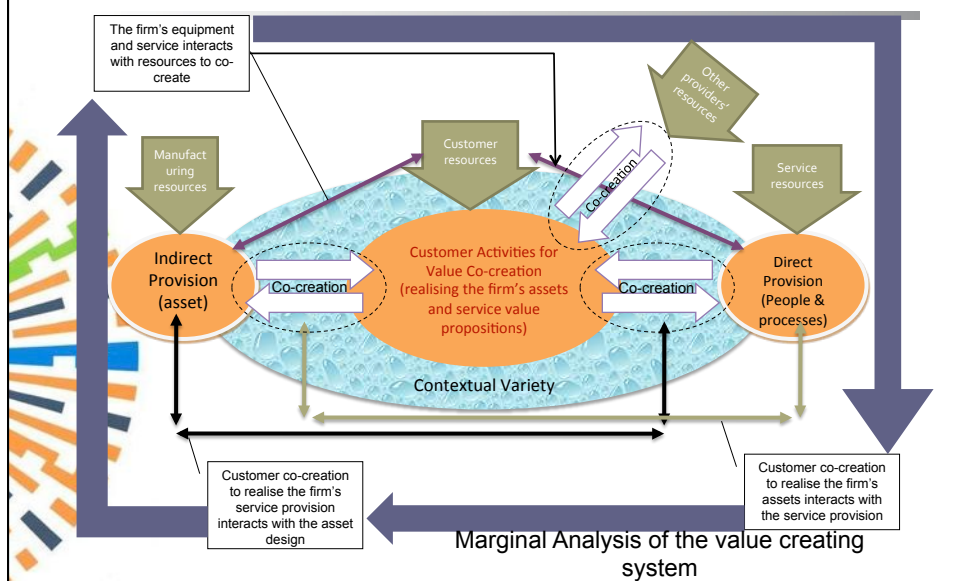 The firm's equipment
and service interacts
with resources to co-
create
Other
providers'
resources
Manufact
uring
resources
Customer
resources
Service
resources
Co-creation
Indirect
Provision
(asset)
Co-creation
Customer Activities for
Value Co-creation
(realising the firm's assets
and service value
propositions)
Co-creation
Direct
Provision
(People &
processes)
Contextual Variety
Customer co-creation
to realise the firm's
service provision
interacts with the asset
design
Customer co-creation
to realise the firm's
assets interacts with
the service provision
Marginal Analysis of the value creating
system